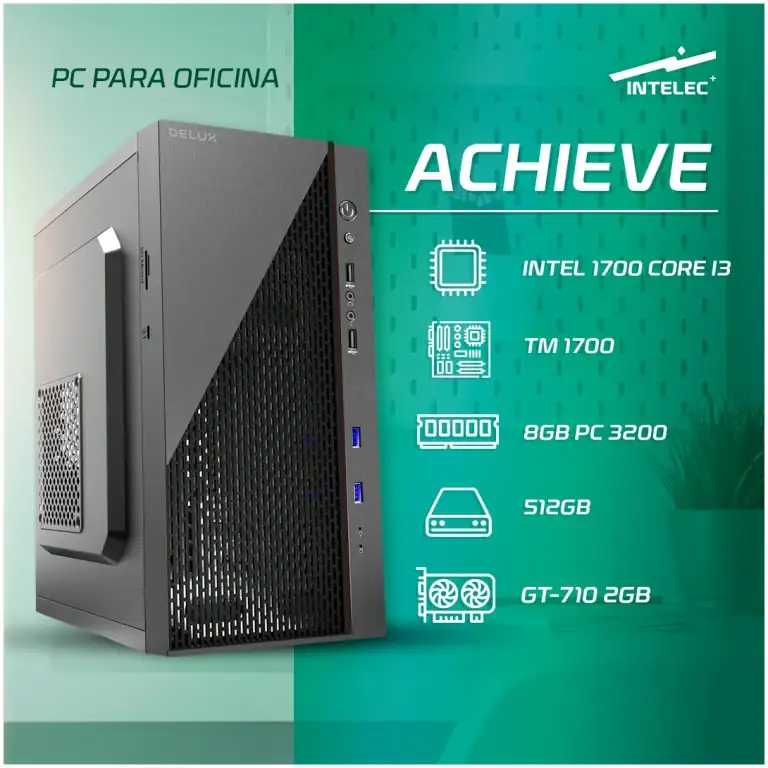 PC PARA OFICINA
INTELEC+
DELUX
ACHIEVE
INTEL 1700 CORE I3
TM 1700
8GB PC 3200
512GB
GT-710 2GB